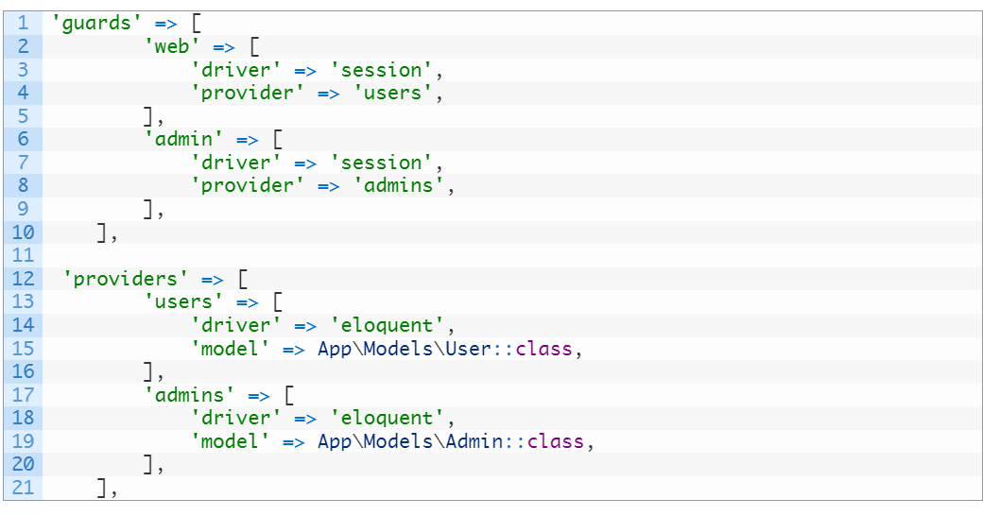 1 'guards' => [
2         'web' => [
3             'driver' => 'session',
4             'provider' => 'users',
5         ],
6         'admin' => [
7             'driver' => 'session',
8             'provider' => 'admins',
9         ],
10     ],
11
12  'providers' => [
13         'users' => [
14             'driver' => 'eloquent',
15             'model' => App\Models\User::class,
16         ],
17         'admins' => [
18             'driver' => 'eloquent',
19             'model' => App\Models\Admin::class,
20         ],
21     ],